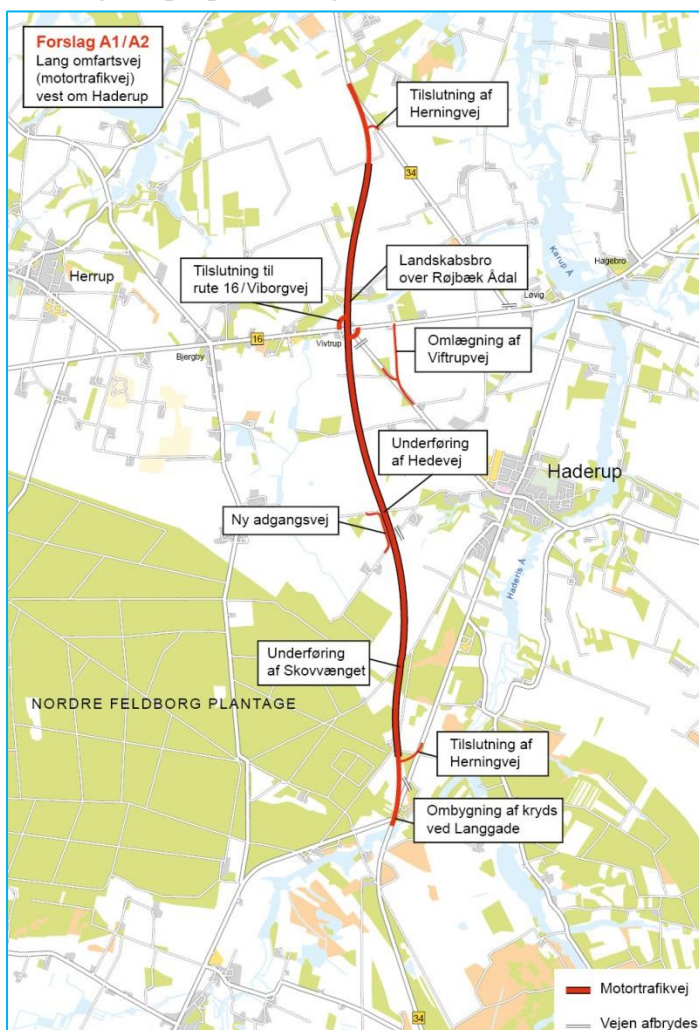 Forslag A1/A2
Lang omfartsvej
(motortrafikvej)
vest om Haderup
Tilslutning af
Herningvej
34
Karup Å
Hagebro
Herrup
Tilslutning til
rute 16/Viborgvej
Landskabsbro
over Røjbæk Ådal
Løvig
16
Bjergby
Vivtrup
Omlægning af
Viftrupvej
Underføring
af Hedevej
Haderup
Ny adgangsvej
Haderis Å
Underføring
af Skovvænget
NORDRE FELDBORG PLANTAGE
Tilslutning af
Herningvej
Ombygning af kryds
ved Langgade
Motortrafikvej
Vejen afbrydes
34